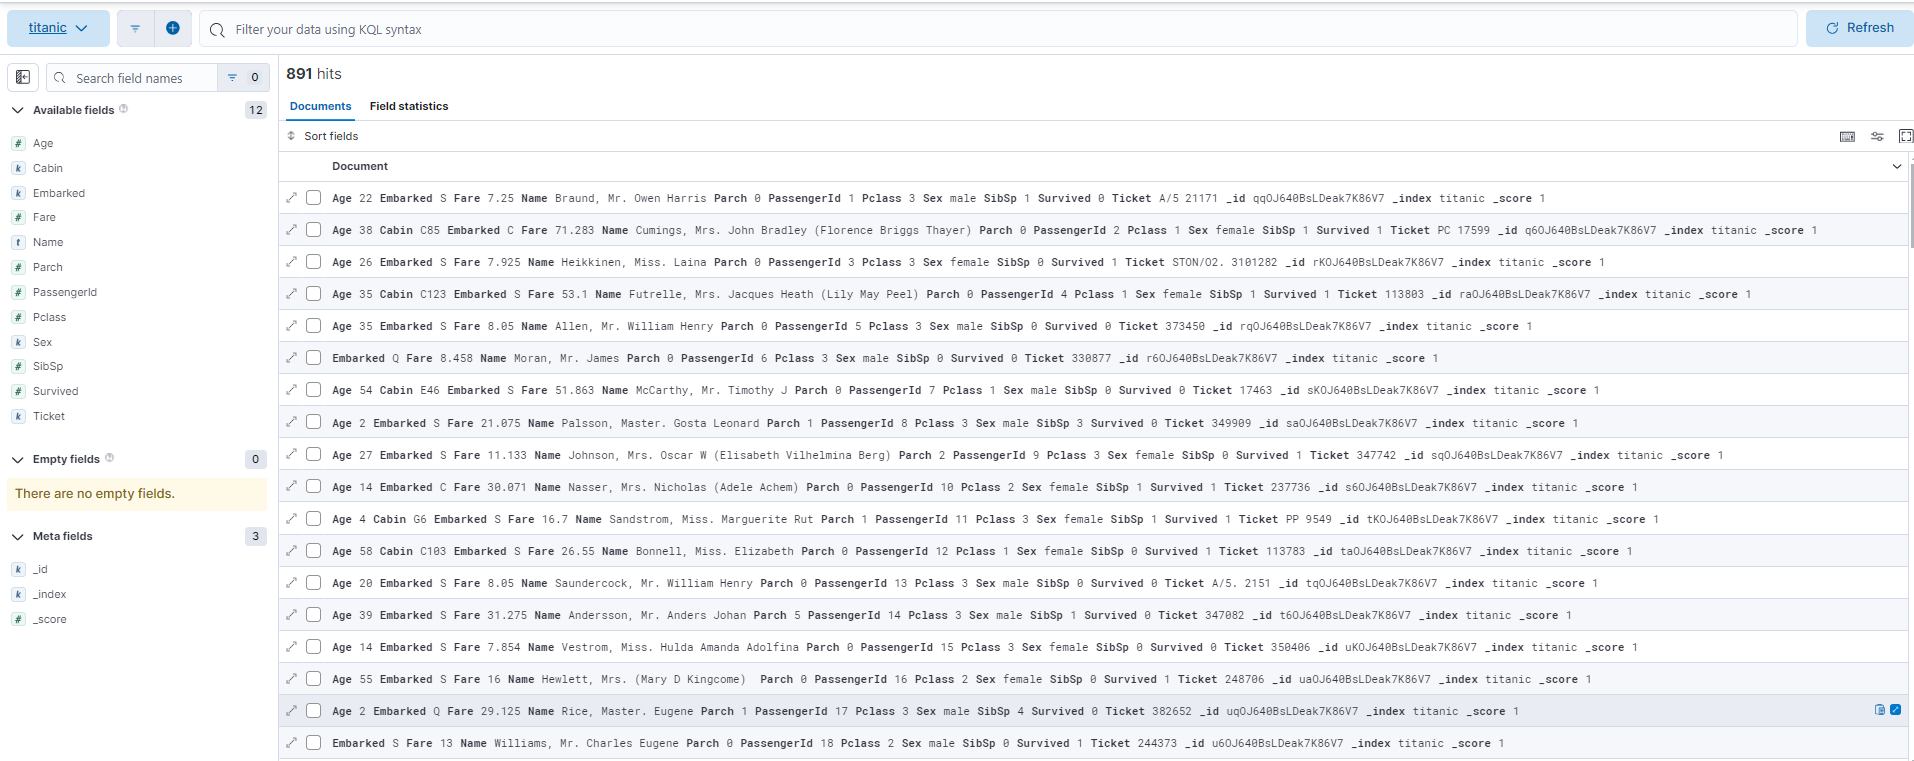 titanic
Filter your data using KQL syntax
Refresh
Search field names
0
891 hits
Documents Field statistics
Available fields 12
Sort fields
# Age
k Cabin
k Embarked
# Fare
t Name
# Parch
# PassengerId
# Pclass
k Sex
# SibSp
# Survived
k Ticket
Empty fields 0
There are no empty fields.
Meta fields 3
k _id
k _index
# _score
Document
Age 22 Embarked S Fare 7.25 Name Braund, Mr. Owen Harris Parch 0 PassengerId 1 Pclass 3 Sex male SibSp 1 Survived 0 Ticket A/5 21171 _id qqOJ640BsLDeak7K86V7 _index titanic _score 1
Age 38 Cabin C85 Embarked C Fare 71.283 Name Cumings, Mrs. John Bradley (Florence Briggs Thayer) Parch 0 PassengerId 2 Pclass 1 Sex female SibSp 1 Survived 1 Ticket PC 17599 _id q6OJ640BsLDeak7K86V7 _index titanic _score 1
Age 26 Embarked S Fare 7.925 Name Heikkinen, Miss. Laina Parch 0 PassengerId 3 Pclass 3 Sex female SibSp 0 Survived 1 Ticket STON/O2. 3101282 _id rKOJ640BsLDeak7K86V7 _index titanic _score 1
Age 35 Cabin C123 Embarked S Fare 53.1 Name Futrelle, Mrs. Jacques Heath (Lily May Peel) Parch 0 PassengerId 4 Pclass 1 Sex female SibSp 1 Survived 1 Ticket 113803 _id raOJ640BsLDeak7K86V7 _index titanic _score 1
Age 35 Embarked S Fare 8.05 Name Allen, Mr. William Henry Parch 0 PassengerId 5 Pclass 3 Sex male SibSp 0 Survived 0 Ticket 373450 _id rqOJ640BsLDeak7K86V7 _index titanic _score 1
Embarked Q Fare 8.458 Name Moran, Mr. James Parch 0 PassengerId 6 Pclass 3 Sex male SibSp 0 Survived 0 Ticket 330877 _id r6OJ640BsLDeak7K86V7 _index titanic _score 1
Age 54 Cabin E46 Embarked S Fare 51.863 Name McCarthy, Mr. Timothy J Parch 0 PassengerId 7 Pclass 1 Sex male SibSp 0 Survived 0 Ticket 17463 _id sKOJ640BsLDeak7K86V7 _index titanic _score 1
Age 2 Embarked S Fare 21.075 Name Palsson, Master. Gosta Leonard Parch 1 PassengerId 8 Pclass 3 Sex male SibSp 3 Survived 0 Ticket 349909 _id saOJ640BsLDeak7K86V7 _index titanic _score 1
Age 27 Embarked S Fare 11.133 Name Johnson, Mrs. Oscar W (Elisabeth Vilhelmina Berg) Parch 2 PassengerId 9 Pclass 3 Sex female SibSp 0 Survived 1 Ticket 347742 _id sqOJ640BsLDeak7K86V7 _index titanic _score 1
Age 14 Embarked C Fare 30.071 Name Nasser, Mrs. Nicholas (Adele Achem) Parch 0 PassengerId 10 Pclass 2 Sex female SibSp 1 Survived 1 Ticket 237736 _id s6OJ640BsLDeak7K86V7 _index titanic _score 1
Age 4 Cabin G6 Embarked S Fare 16.7 Name Sandstrom, Miss. Marguerite Rut Parch 1 PassengerId 11 Pclass 3 Sex female SibSp 1 Survived 1 Ticket PP 9549 _id tKOJ640BsLDeak7K86V7 _index titanic _score 1
Age 58 Cabin C103 Embarked S Fare 26.55 Name Bonnell, Miss. Elizabeth Parch 0 PassengerId 12 Pclass 1 Sex female SibSp 0 Survived 1 Ticket 113783 _id taOJ640BsLDeak7K86V7 _index titanic _score 1
Age 20 Embarked S Fare 8.05 Name Saundercock, Mr. William Henry Parch 0 PassengerId 13 Pclass 3 Sex male SibSp 0 Survived 0 Ticket A/5. 2151 _id tqOJ640BsLDeak7K86V7 _index titanic _score 1
Age 39 Embarked S Fare 31.275 Name Andersson, Mr. Anders Johan Parch 5 PassengerId 14 Pclass 3 Sex male SibSp 1 Survived 0 Ticket 347082 _id t6OJ640BsLDeak7K86V7 _index titanic _score 1
Age 14 Embarked S Fare 7.854 Name Vestrom, Miss. Hulda Amanda Adolfina Parch 0 PassengerId 15 Pclass 3 Sex female SibSp 0 Survived 0 Ticket 350406 _id uKOJ640BsLDeak7K86V7 _index titanic _score 1
Age 55 Embarked S Fare 16 Name Hewlett, Mrs. (Mary D Kingcome) Parch 0 PassengerId 16 Pclass 2 Sex female SibSp 0 Survived 1 Ticket 248706 _id uaOJ640BsLDeak7K86V7 _index titanic _score 1
Age 2 Embarked Q Fare 29.125 Name Rice, Master. Eugene Parch 1 PassengerId 17 Pclass 3 Sex male SibSp 4 Survived 0 Ticket 382652 _id uqOJ640BsLDeak7K86V7 _index titanic _score 1
Embarked S Fare 13 Name Williams, Mr. Charles Eugene Parch 0 PassengerId 18 Pclass 2 Sex male SibSp 0 Survived 1 Ticket 244373 _id u6OJ640BsLDeak7K86V7 _index titanic _score 1